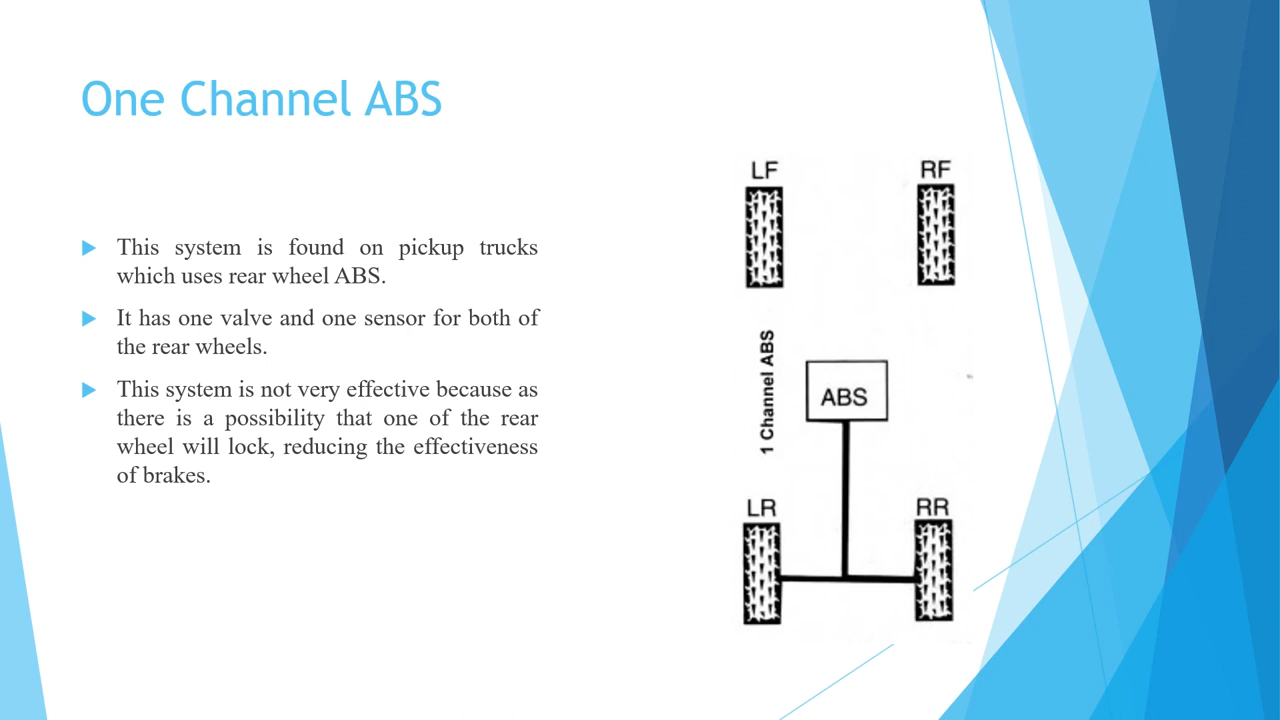 One Channel ABS
This system is found on pickup trucks
which uses rear wheel ABS.
It has one valve and one sensor for both of
the rear wheels.
This system is not very effective because as
there is a possibility that one of the rear
wheel will lock, reducing the effectiveness
of brakes.
LF
RF
1 Channel ABS
ABS
LR
RR